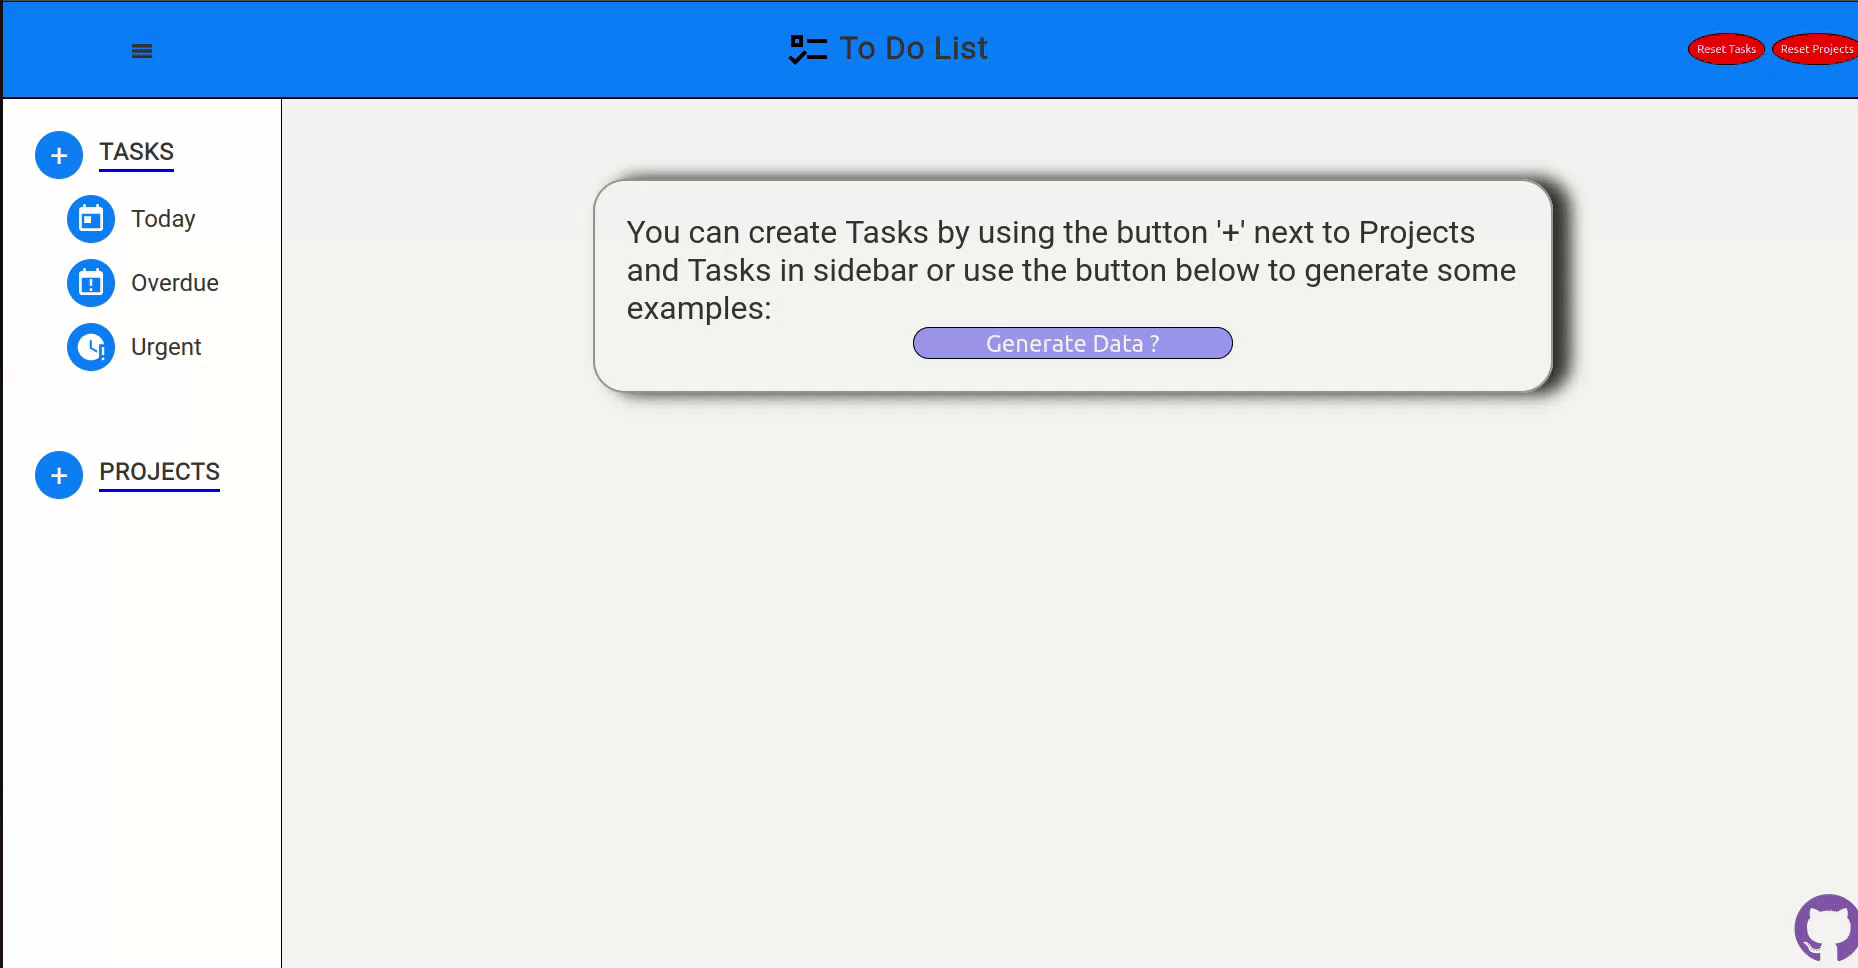 To Do List
Reset Tasks
Reset Projects
+ TASKS
Today
Overdue
Urgent
+ PROJECTS
You can create Tasks by using the button '+' next to Projects
and Tasks in sidebar or use the button below to generate some
examples:
Generate Data ?